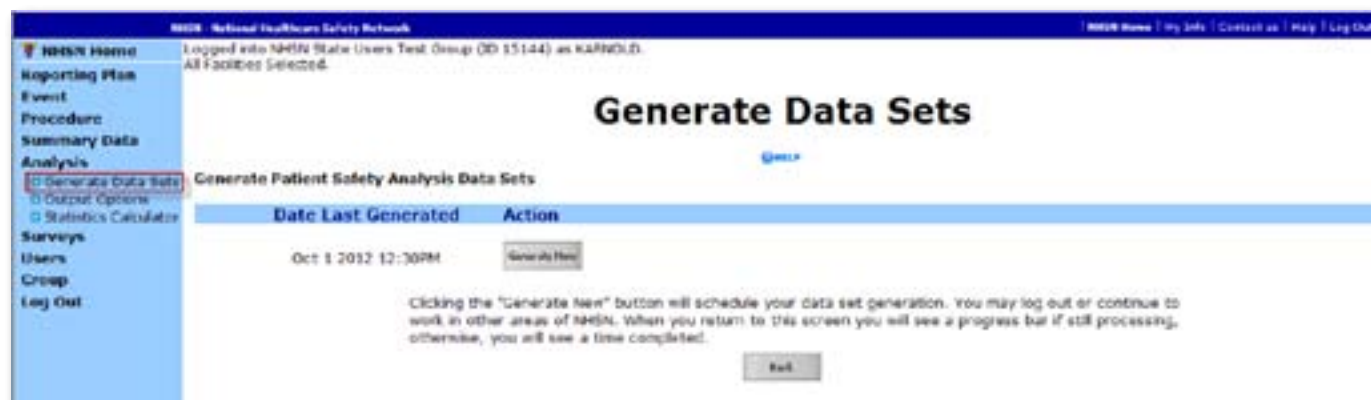 NHSN - National Healthcare Safety Network
NHSN Home | My Info | Contact us | Help | Log Out
NHSN Home
Logged into NHSN State Users Test Group (ID 15144) as KARNOLD.
All Facilities Selected.
Reporting Plan
Event
Procedure
Summary Data
Analysis
Generate Data Sets
Output Options
Statistics Calculator
Surveys
Users
Group
Log Out
Generate Data Sets
HELP
Generate Patient Safety Analysis Data Sets
Date Last Generated Action
Oct 1 2012 12:30PM Generate New
Clicking the "Generate New" button will schedule your data set generation. You may log out or continue to
work in other areas of NHSN. When you return to this screen you will see a progress bar if still processing,
otherwise, you will see a time completed.
Back